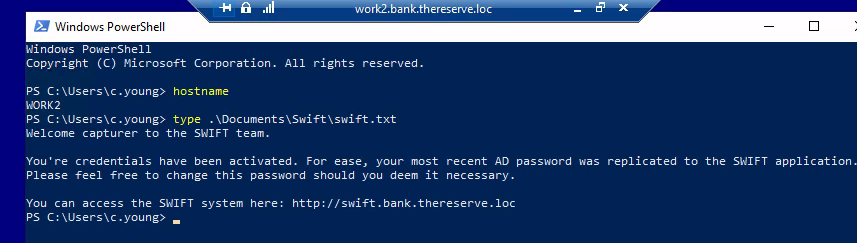 work2.bank.thereserve.loc
Windows PowerShell
Windows PowerShell
Copyright (C) Microsoft Corporation. All rights reserved.
PS C:\Users\c.young> hostname
WORK2
PS C:\Users\c.young> type .\Documents\Swift\swift.txt
Welcome capturer to the SWIFT team.
You're credentials have been activated. For ease, your most recent AD password was replicated to the SWIFT application.
Please feel free to change this password should you deem it necessary.
You can access the SWIFT system here: http://swift.bank.thereserve.loc
PS C:\Users\c.young>